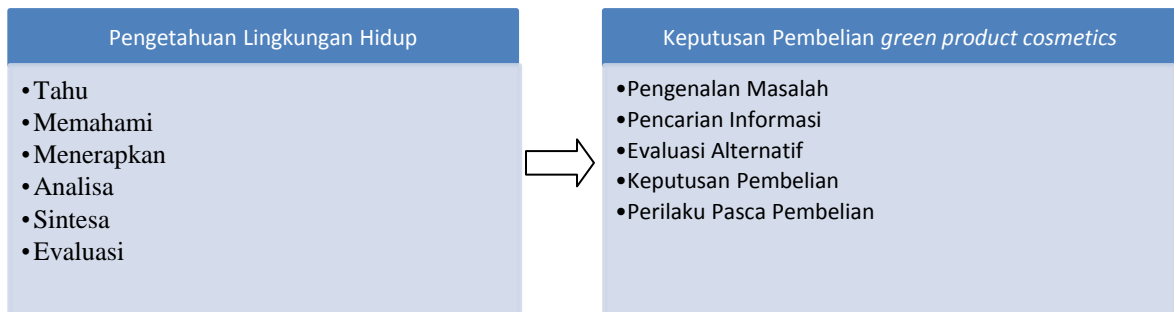 Pengetahuan Lingkungan Hidup
•Tahu
•Memahami
•Menerapkan
•Analisa
•Sintesa
•Evaluasi
Keputusan Pembelian green product cosmetics
•Pengenalan Masalah
•Pencarian Informasi
•Evaluasi Alternatif
•Keputusan Pembelian
•Perilaku Pasca Pembelian